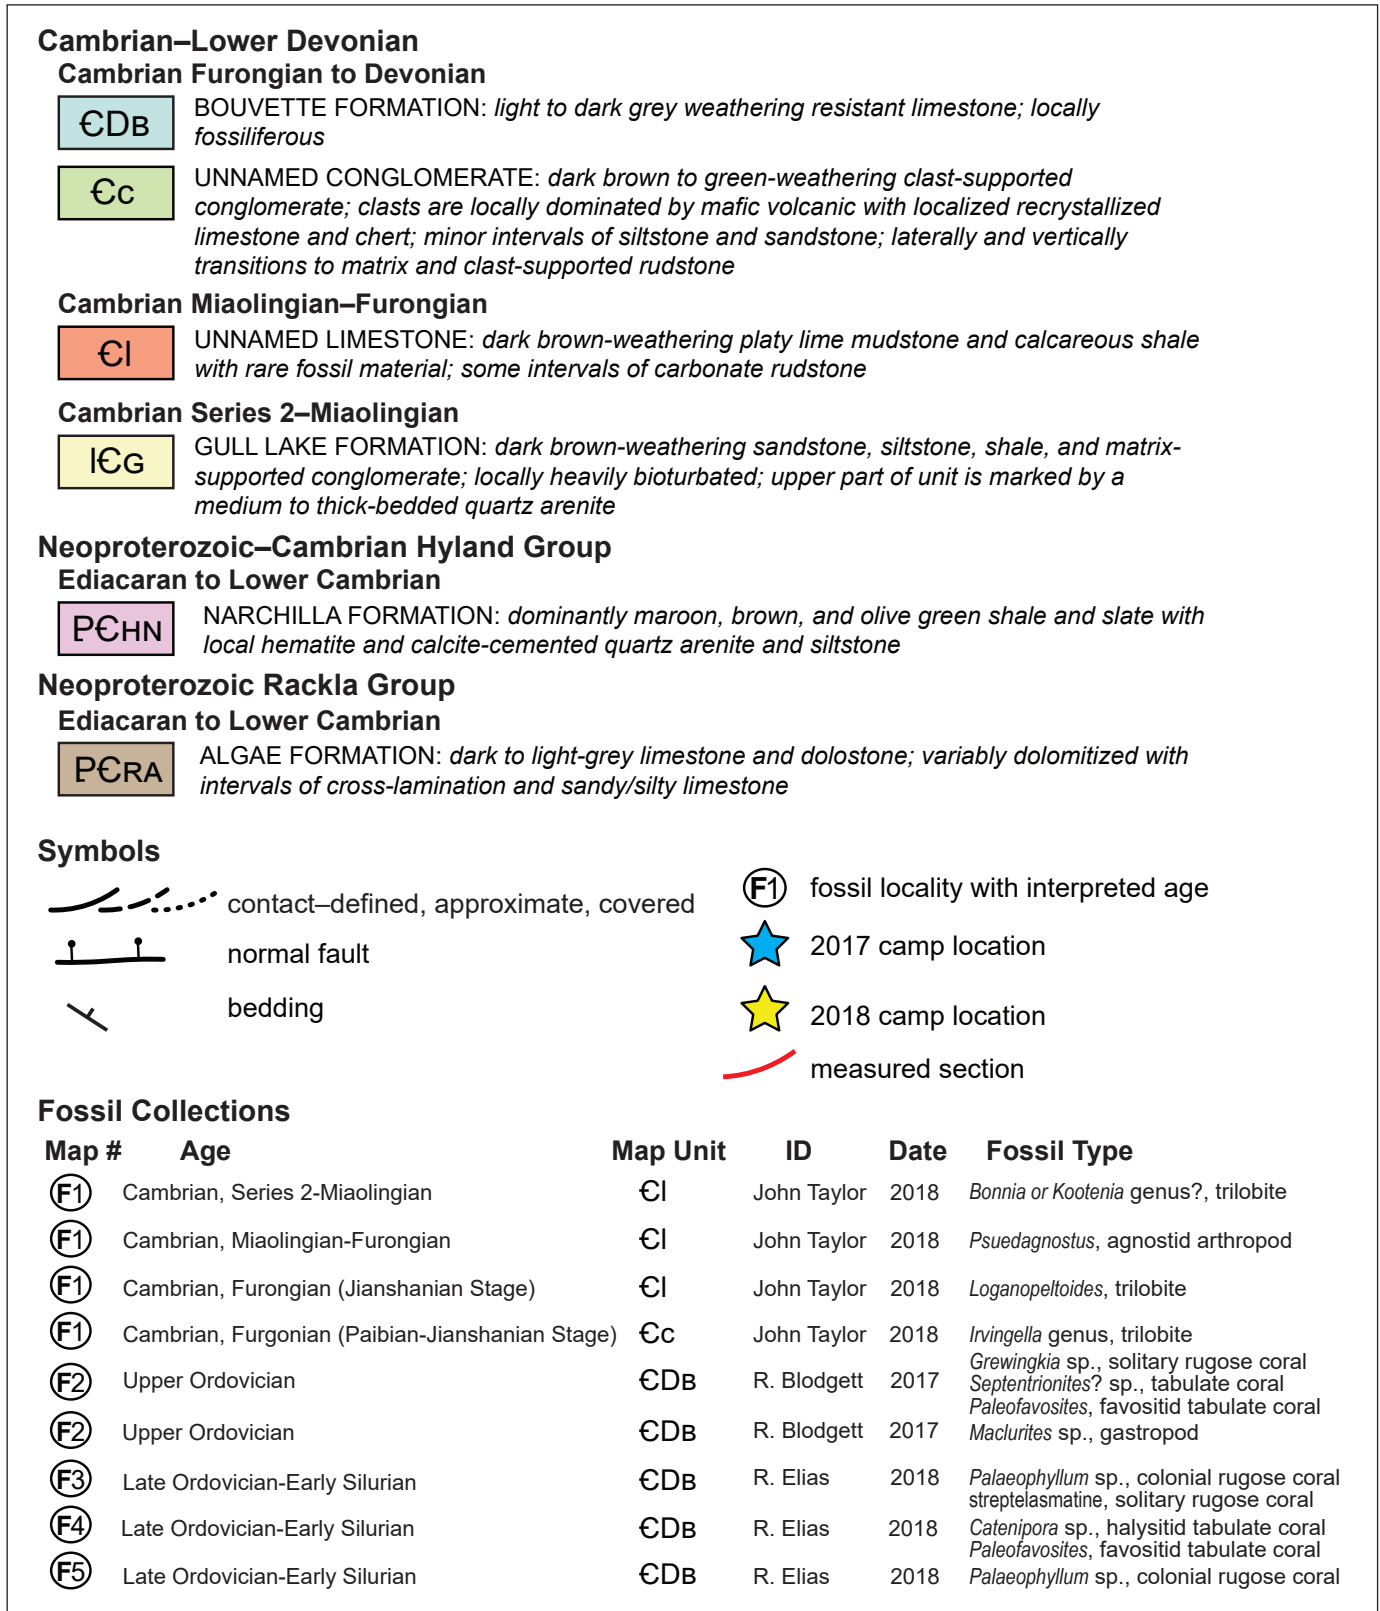 Cambrian–Lower Devonian
Cambrian Furongian to Devonian
ЄDB
BOUVETTE FORMATION: light to dark grey weathering resistant limestone; locally
fossiliferous
Єc
UNNAMED CONGLOMERATE: dark brown to green-weathering clast-supported
conglomerate; clasts are locally dominated by mafic volcanic with localized recrystallized
limestone and chert; minor intervals of siltstone and sandstone; laterally and vertically
transitions to matrix and clast-supported rudstone
Cambrian Miaolingian–Furongian
Єl
UNNAMED LIMESTONE: dark brown-weathering platy lime mudstone and calcareous shale
with rare fossil material; some intervals of carbonate rudstone
Cambrian Series 2–Miaolingian
lЄG
GULL LAKE FORMATION: dark brown-weathering sandstone, siltstone, shale, and matrix-
supported conglomerate; locally heavily bioturbated; upper part of unit is marked by a
medium to thick-bedded quartz arenite
Neoproterozoic–Cambrian Hyland Group
Ediacaran to Lower Cambrian
PЄHN
NARCHILLA FORMATION: dominantly maroon, brown, and olive green shale and slate with
local hematite and calcite-cemented quartz arenite and siltstone
Neoproterozoic Rackla Group
Ediacaran to Lower Cambrian
PЄRA
ALGAE FORMATION: dark to light-grey limestone and dolostone; variably dolomitized with
intervals of cross-lamination and sandy/silty limestone
Symbols
contact–defined, approximate, covered
normal fault
bedding
F1 fossil locality with interpreted age
2017 camp location
2018 camp location
measured section
Fossil Collections
Map # Age Map Unit ID Date Fossil Type
F1 Cambrian, Series 2-Miaolingian Єl John Taylor 2018 Bonnia or Kootenia genus?, trilobite
F1 Cambrian, Miaolingian-Furongian Єl John Taylor 2018 Psuedagnostus, agnostid arthropod
F1 Cambrian, Furongian (Jianshanian Stage) Єl John Taylor 2018 Loganopeltoides, trilobite
F1 Cambrian, Furgonian (Paibian-Jianshanian Stage) Єc John Taylor 2018 Irvingella genus, trilobite
Grewingkia sp., solitary rugose coral
F2 Upper Ordovician ЄDB R. Blodgett 2017 Septentrionites? sp., tabulate coral
Paleofavosites, favositid tabulate coral
F2 Upper Ordovician ЄDB R. Blodgett 2017 Maclurites sp., gastropod
F3 Late Ordovician-Early Silurian ЄDB R. Elias 2018 Palaeophyllum sp., colonial rugose coral
streptelasmatine, solitary rugose coral
F4 Late Ordovician-Early Silurian ЄDB R. Elias 2018 Catenipora sp., halysitid tabulate coral
Paleofavosites, favositid tabulate coral
F5 Late Ordovician-Early Silurian ЄDB R. Elias 2018 Palaeophyllum sp., colonial rugose coral